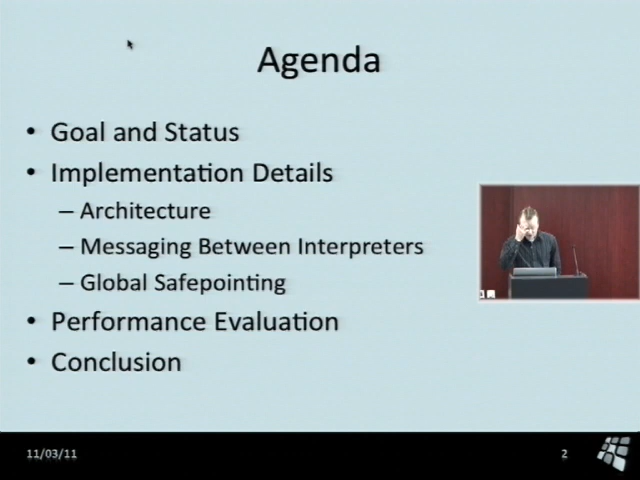 Agenda
• Goal and Status
• Implementation Details
– Architecture
– Messaging Between Interpreters
– Global Safepointing
• Performance Evaluation
• Conclusion
11/03/11
2